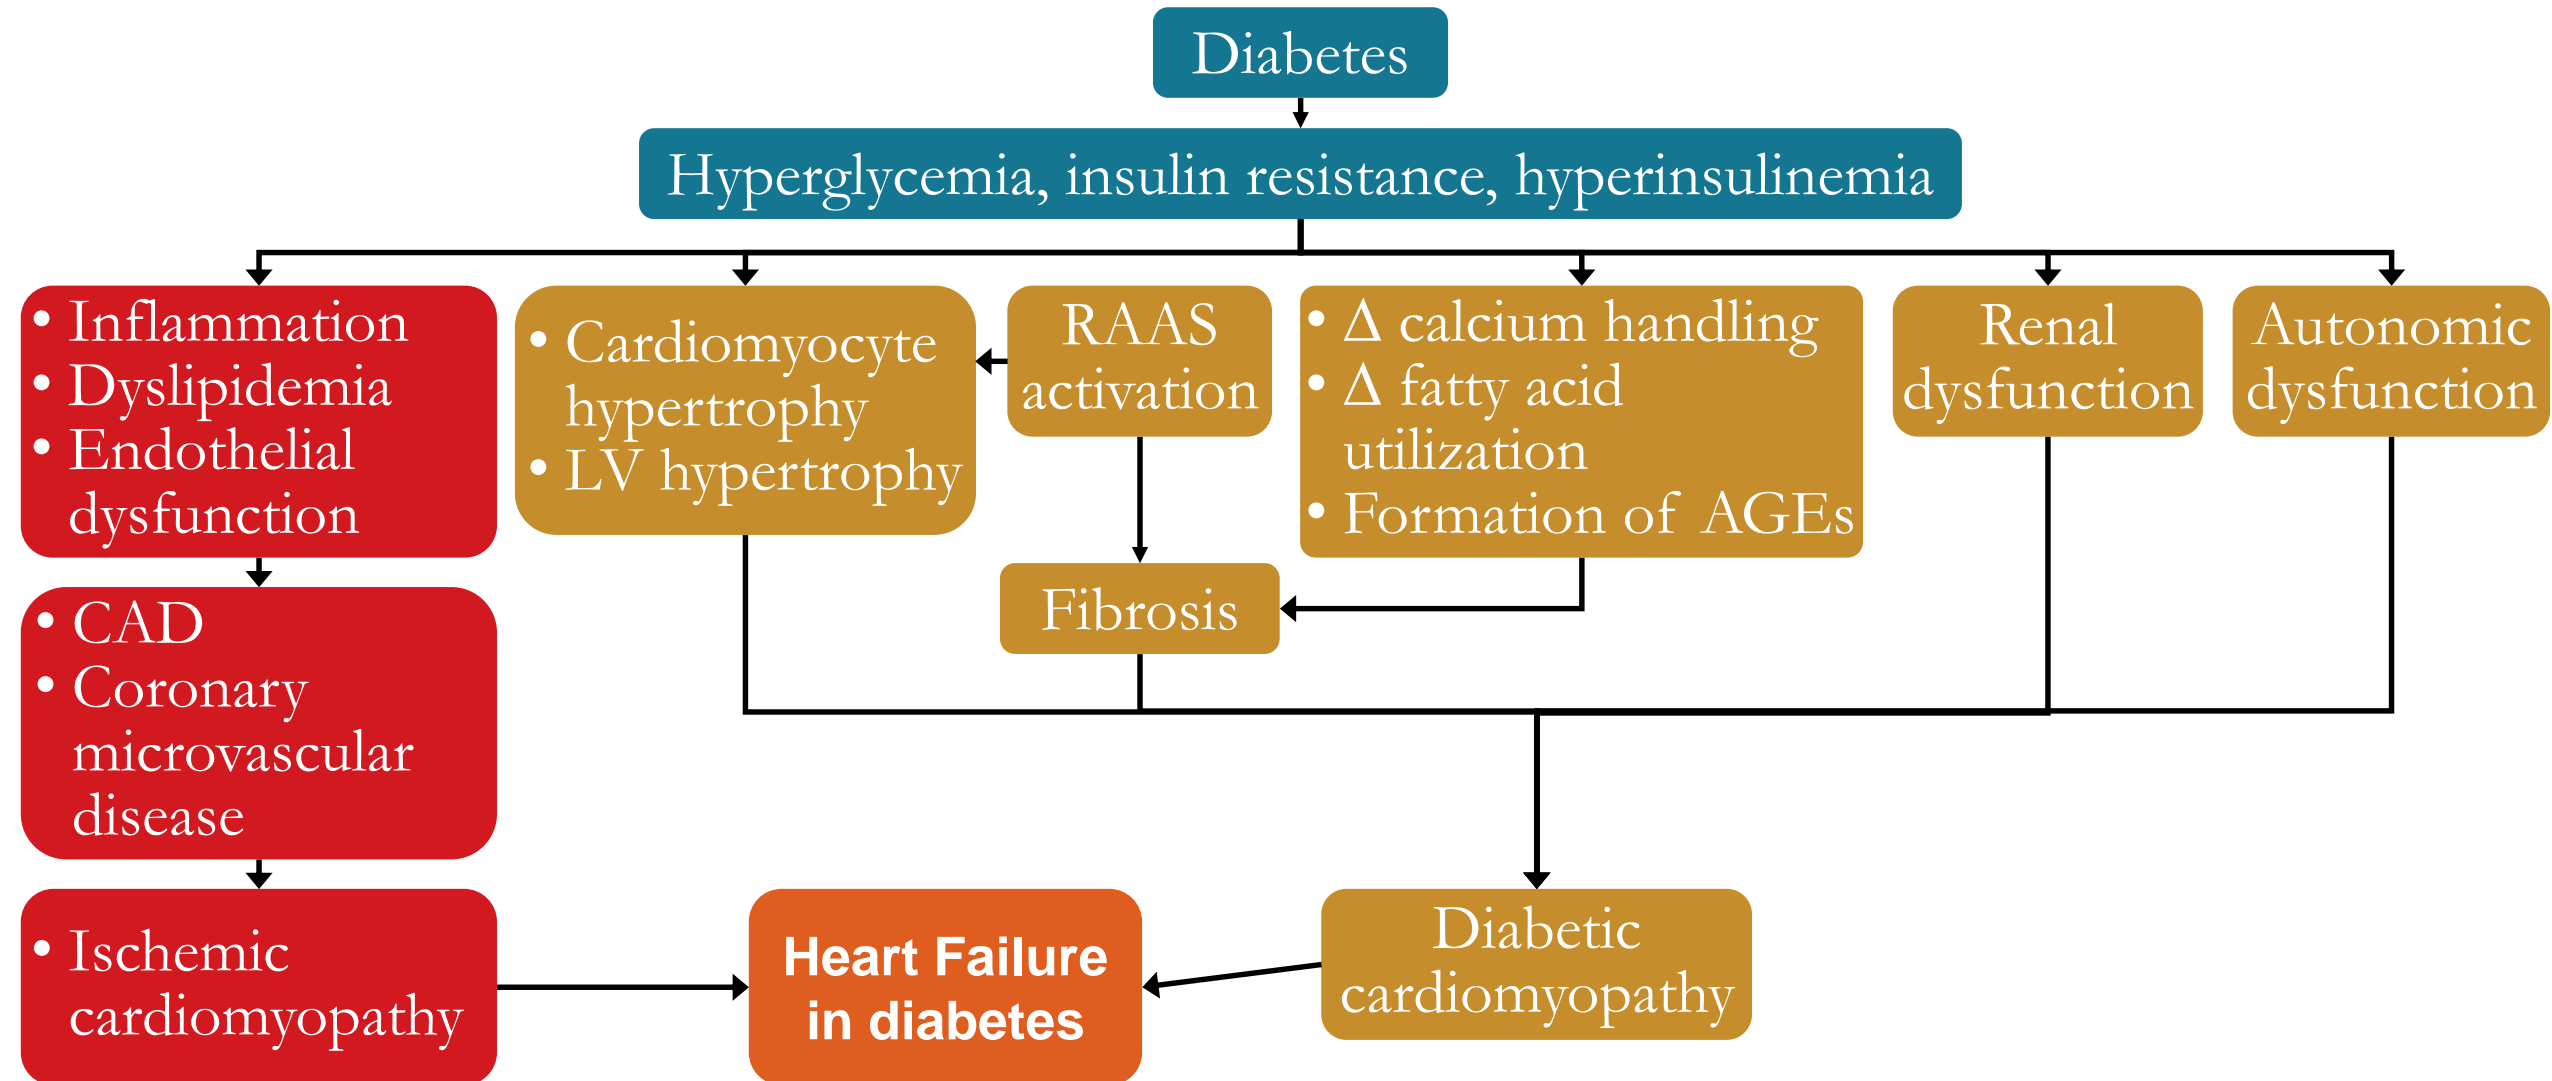 Diabetes
Hyperglycemia, insulin resistance, hyperinsulinemia
• Inflammation
• Dyslipidemia
• Endothelial
dysfunction
• Cardiomyocyte
hypertrophy
• LV hypertrophy
RAAS
activation
• Δ calcium handling
• Δ fatty acid
utilization
• Formation of AGEs
Renal
dysfunction
Autonomic
dysfunction
Fibrosis
• CAD
• Coronary
microvascular
disease
• Ischemic
cardiomyopathy
Heart Failure
in diabetes
Diabetic
cardiomyopathy